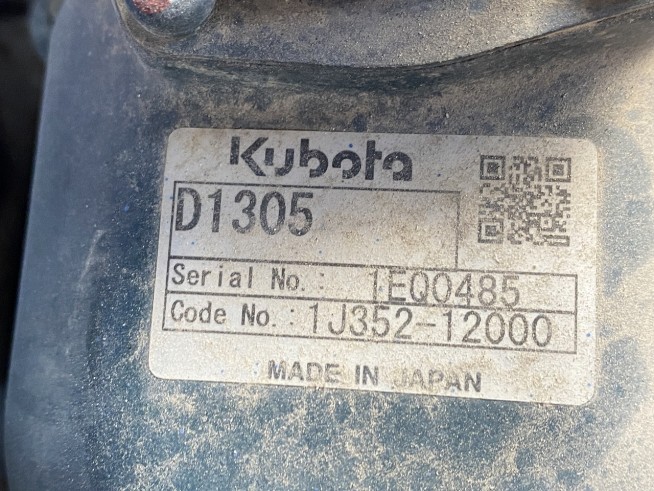 Kubota
D1305
Serial No.: 1EQ0485
Code No.: 1J352-12000
MADE IN JAPAN